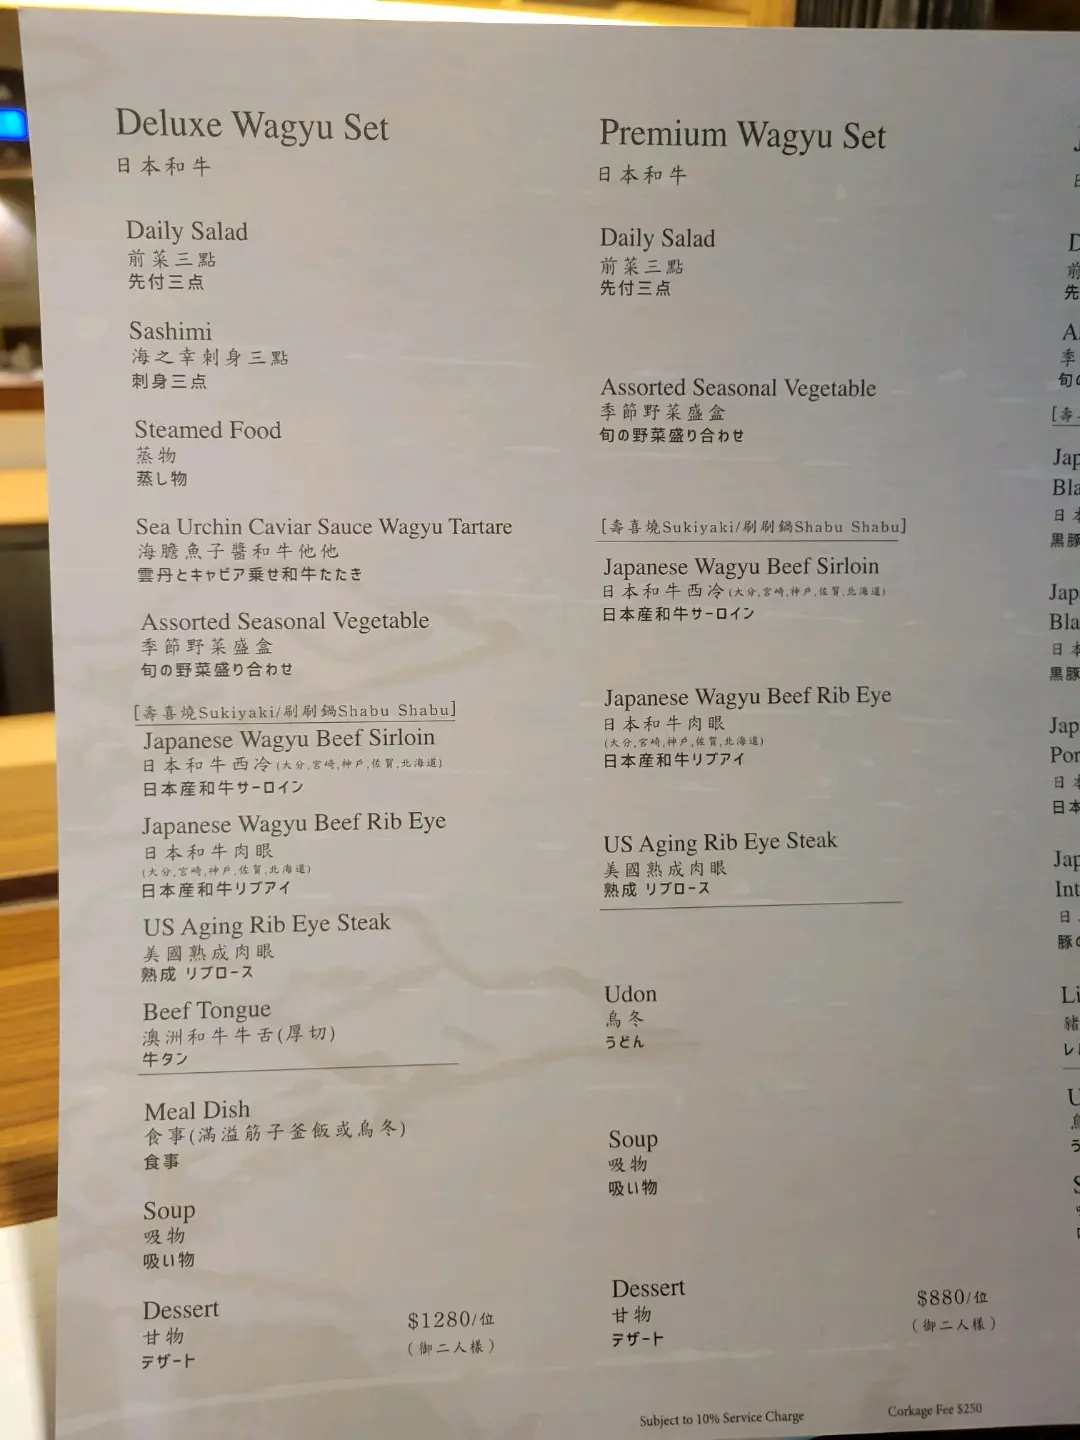 Deluxe Wagyu Set
日本和牛
Daily Salad
前菜三點
先付三点
Sashimi
海之幸刺身三點
刺身三点
Steamed Food
蒸物
蒸し物
Sea Urchin Caviar Sauce Wagyu Tartare
海膽魚子醬和牛他他
雲丹とキャビア乗せ和牛たたき
Assorted Seasonal Vegetable
季節野菜盛盒
旬の野菜盛り合わせ
[壽喜燒Sukiyaki/刷刷鍋Shabu Shabu]
Japanese Wagyu Beef Sirloin
日本和牛西冷(大分,宮崎,神戶,佐賀,北海道)
日本産和牛サーロイン
Japanese Wagyu Beef Rib Eye
日本和牛肉眼
(大分,宮崎,神戶,佐賀,北海道)
日本産和牛リブアイ
US Aging Rib Eye Steak
美國熟成肉眼
熟成 リブロース
Beef Tongue
澳洲和牛牛舌(厚切)
牛タン
Meal Dish
食事(滿溢筋子釜飯或烏冬)
食事
Soup
吸物
吸い物
Dessert
甘物
デザート
$1280/位
(御二人樣)
Premium Wagyu Set
日本和牛
Daily Salad
前菜三點
先付三点
Assorted Seasonal Vegetable
季節野菜盛盒
旬の野菜盛り合わせ
[壽喜燒Sukiyaki/刷刷鍋Shabu Shabu]
Japanese Wagyu Beef Sirloin
日本和牛西冷(大分,宮崎,神戶,佐賀,北海道)
日本産和牛サーロイン
Japanese Wagyu Beef Rib Eye
日本和牛肉眼
(大分,宮崎,神戶,佐賀,北海道)
日本産和牛リブアイ
US Aging Rib Eye Steak
美國熟成肉眼
熟成 リブロース
Udon
烏冬
うどん
Soup
吸物
吸い物
Dessert
甘物
デザート
$880/位
(御二人樣)
Subject to 10% Service Charge
Corkage Fee $250